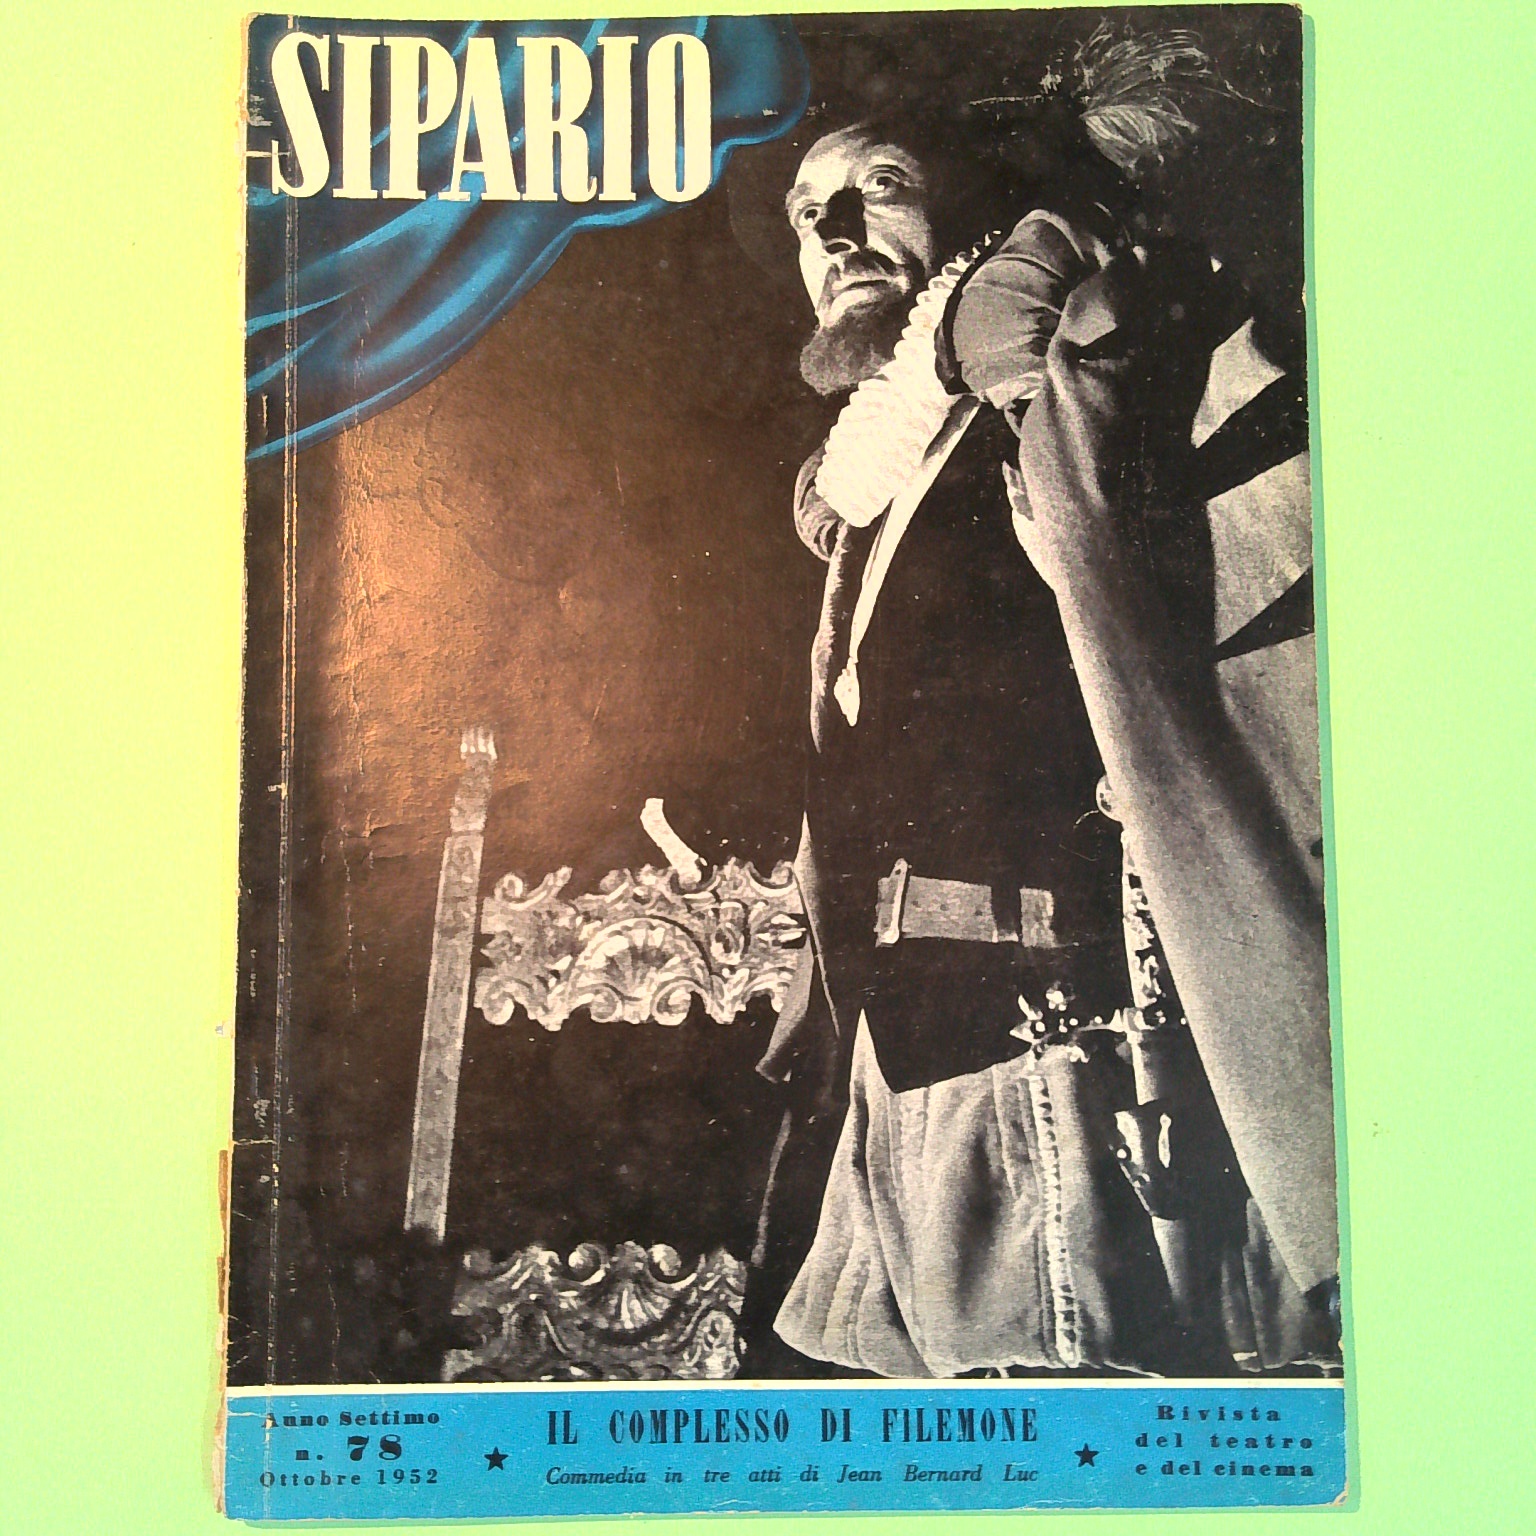 SIPARIO
Anno Settimo
n. 78
Ottobre 1952
★
IL COMPLESSO DI FILEMONE
Commedia in tre atti di Jean Bernard Luc
★
Rivista
del teatro
e del cinema